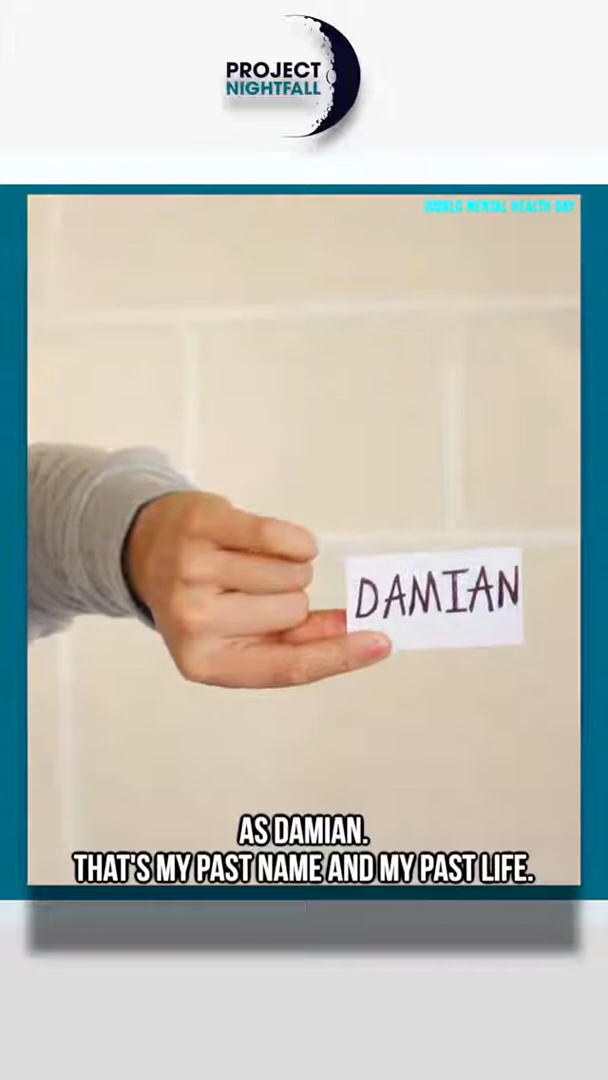 PROJECT
NIGHTFALL
WORLD MENTAL HEALTH DAY
DAMIAN
AS DAMIAN.
THAT'S MY PAST NAME AND MY PAST LIFE.